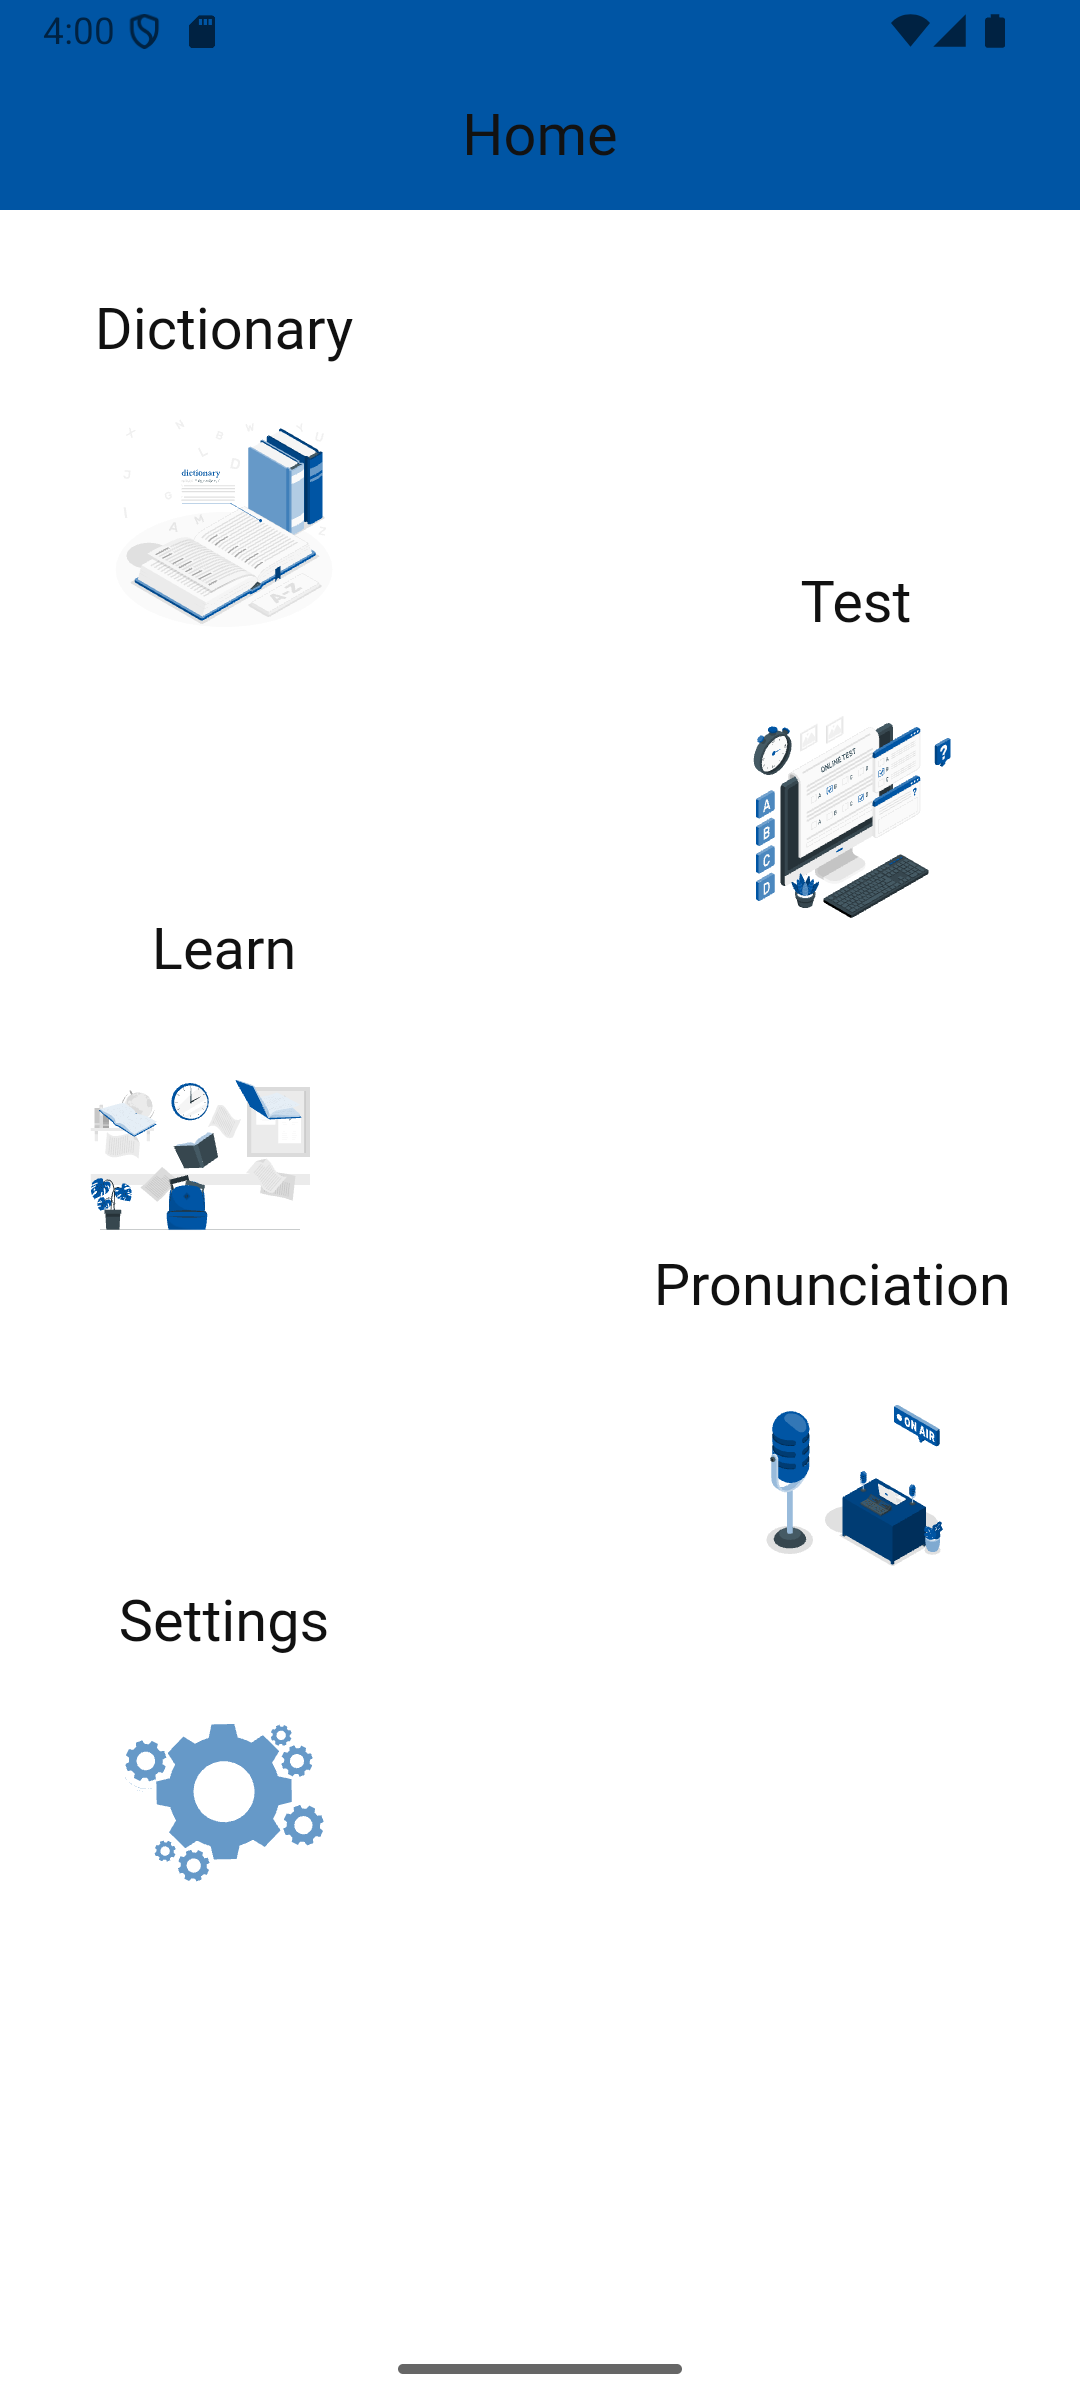 4:00
Home
Dictionary
dictionary
A-Z
Test
ONLINE TEST
?
A
B
C
D
Learn
Pronunciation
ON AIR
Settings